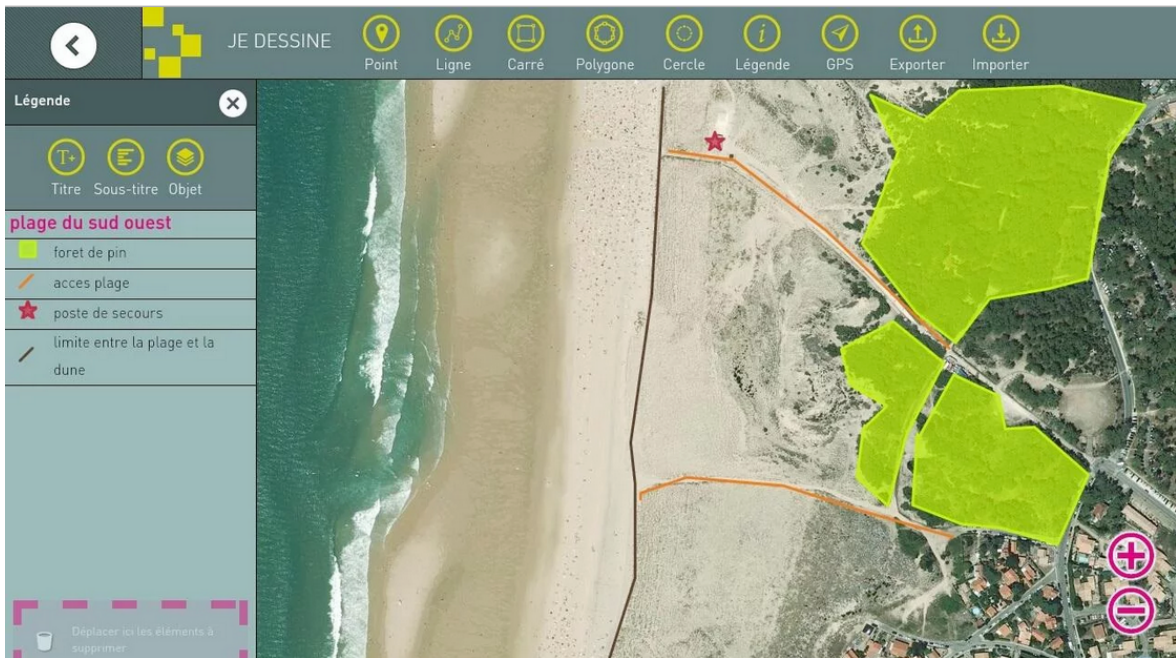 JE DESSINE
Point
Ligne
Carré
Polygone
Cercle
Légende
GPS
Exporter
Importer
Légende
T+
Titre
Sous-titre
Objet
plage du sud ouest
foret de pin
acces plage
poste de secours
limite entre la plage et la
dune
Déplacer ici les éléments à
supprimer